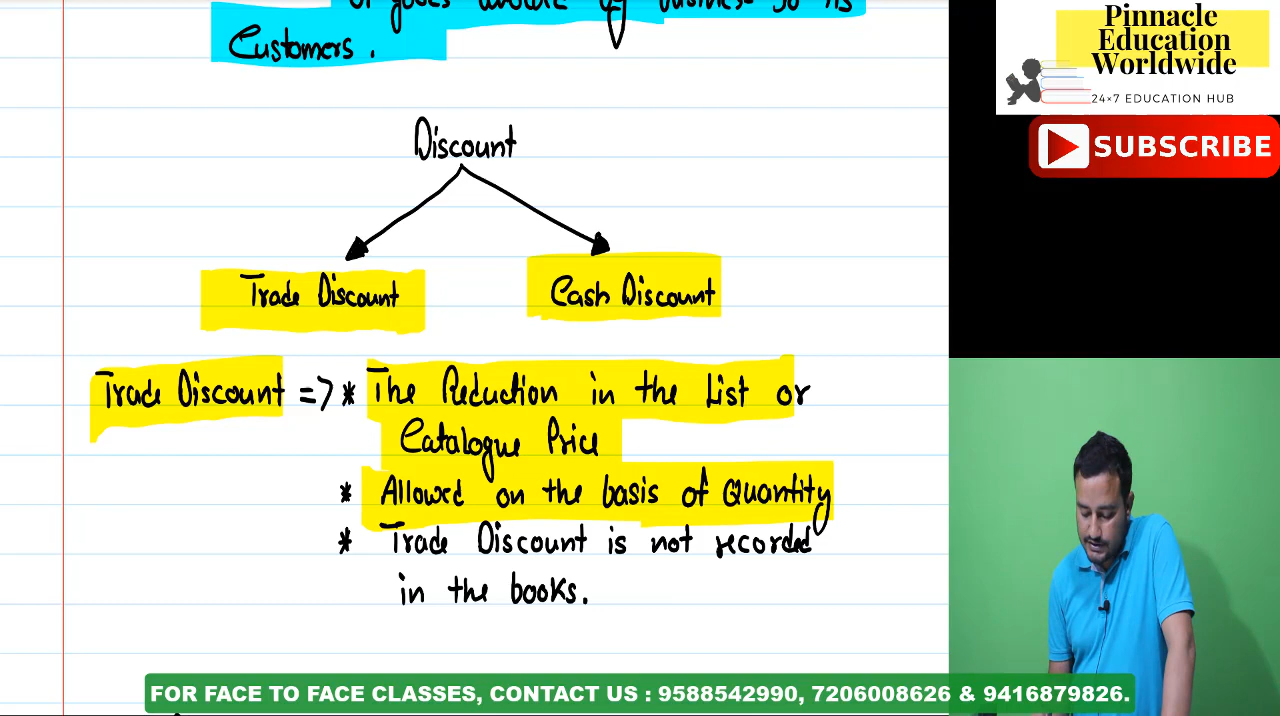 Customers.
Discount
Trade Discount
Cash Discount
Trade Discount => * The Reduction in the List or
Catalogue Price
* Allowed on the basis of Quantity
* Trade Discount is not recorded
in the books.
Pinnacle
Education
Worldwide
24×7 EDUCATION HUB
SUBSCRIBE
FOR FACE TO FACE CLASSES, CONTACT US : 9588542990, 7206008626 & 9416879826.